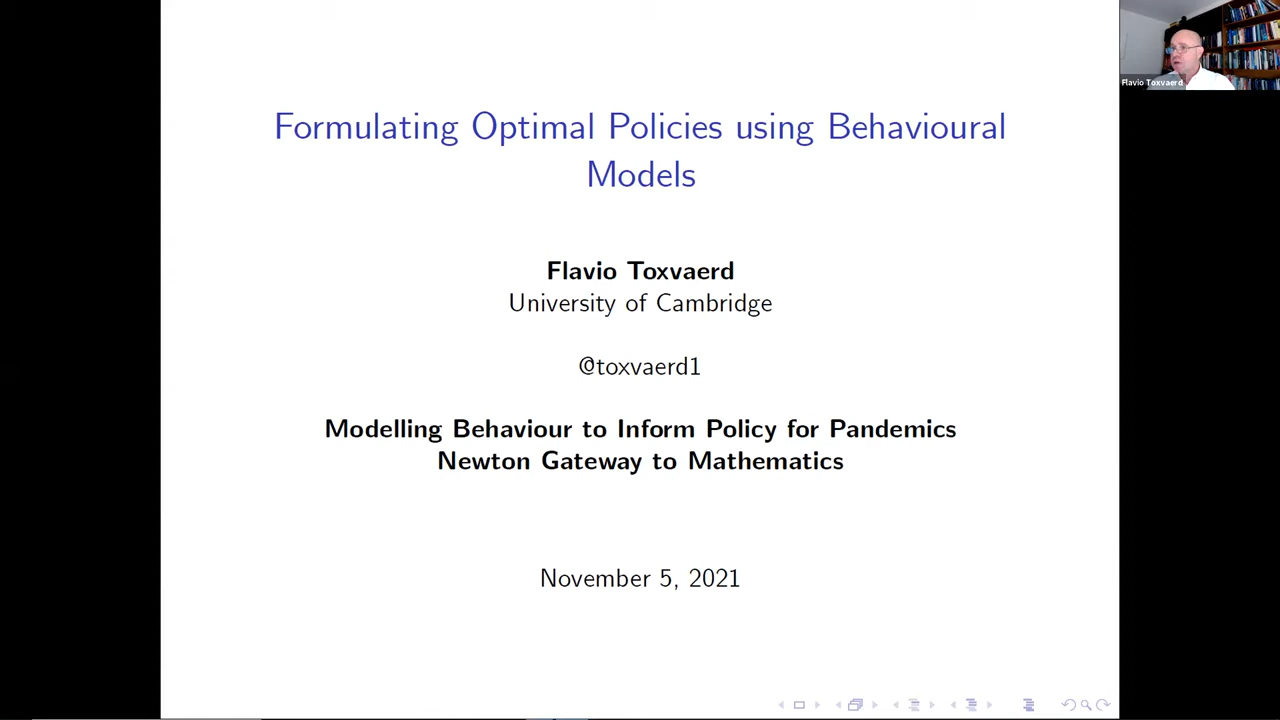 Formulating Optimal Policies using Behavioural
Models
Flavio Toxvaerd
University of Cambridge
@toxvaerd1
Modelling Behaviour to Inform Policy for Pandemics
Newton Gateway to Mathematics
November 5, 2021
Flavio Toxvaerd